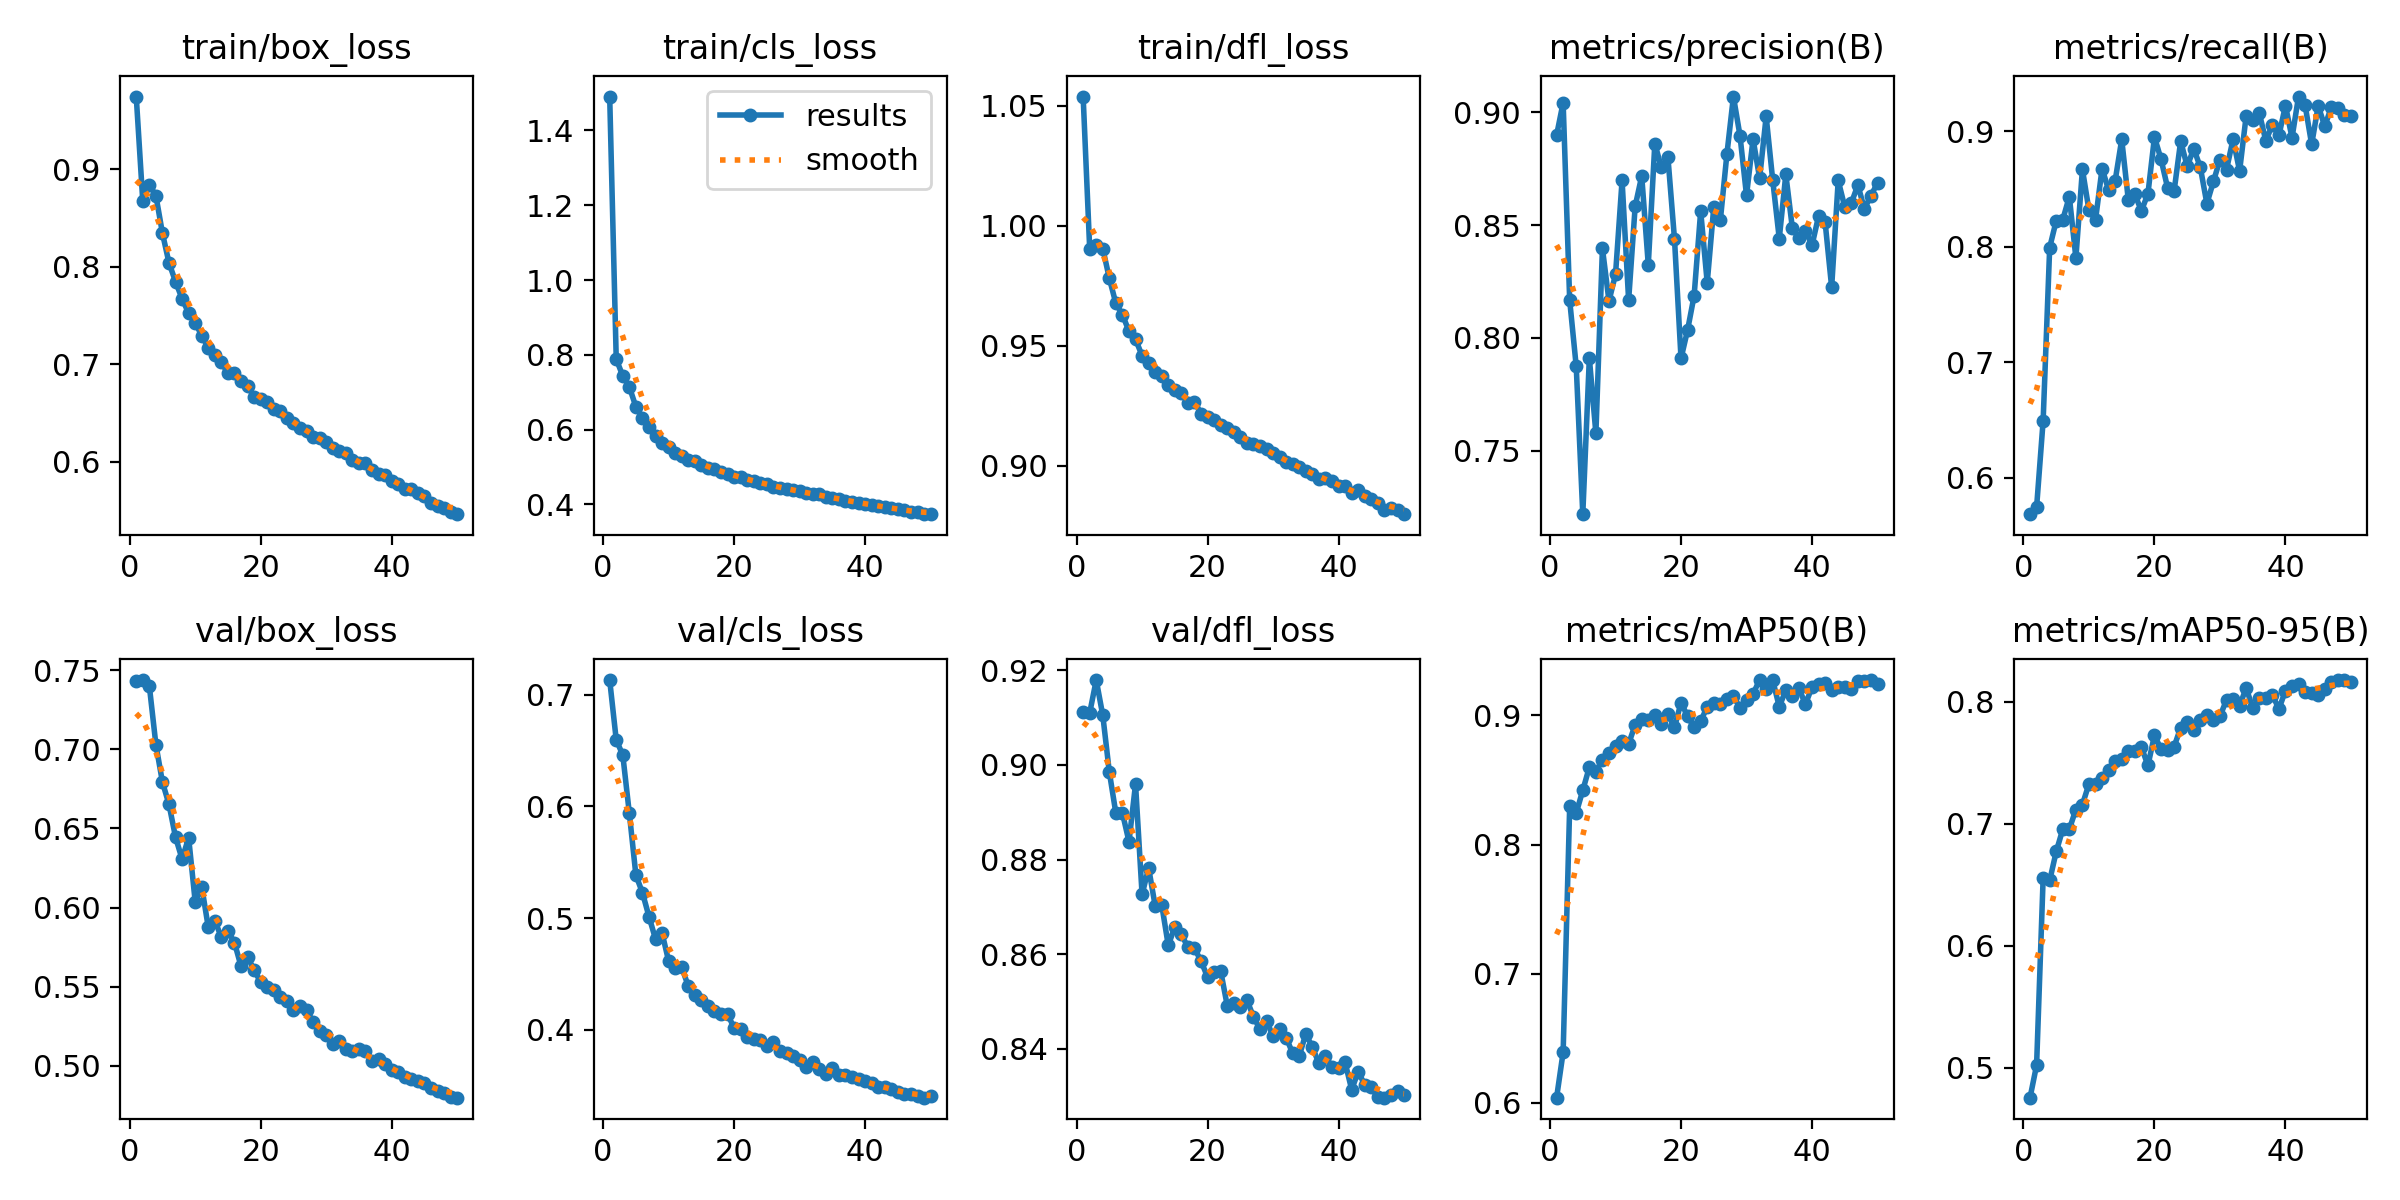 train/box_loss
0.9
0.8
0.7
0.6
0 20 40
train/cls_loss
results
smooth
1.4
1.2
1.0
0.8
0.6
0.4
0 20 40
train/dfl_loss
1.05
1.00
0.95
0.90
0 20 40
metrics/precision(B)
0.90
0.85
0.80
0.75
0 20 40
metrics/recall(B)
0.9
0.8
0.7
0.6
0 20 40
val/box_loss
0.75
0.70
0.65
0.60
0.55
0.50
0 20 40
val/cls_loss
0.7
0.6
0.5
0.4
0 20 40
val/dfl_loss
0.92
0.90
0.88
0.86
0.84
0 20 40
metrics/mAP50(B)
0.9
0.8
0.7
0.6
0 20 40
metrics/mAP50-95(B)
0.8
0.7
0.6
0.5
0 20 40